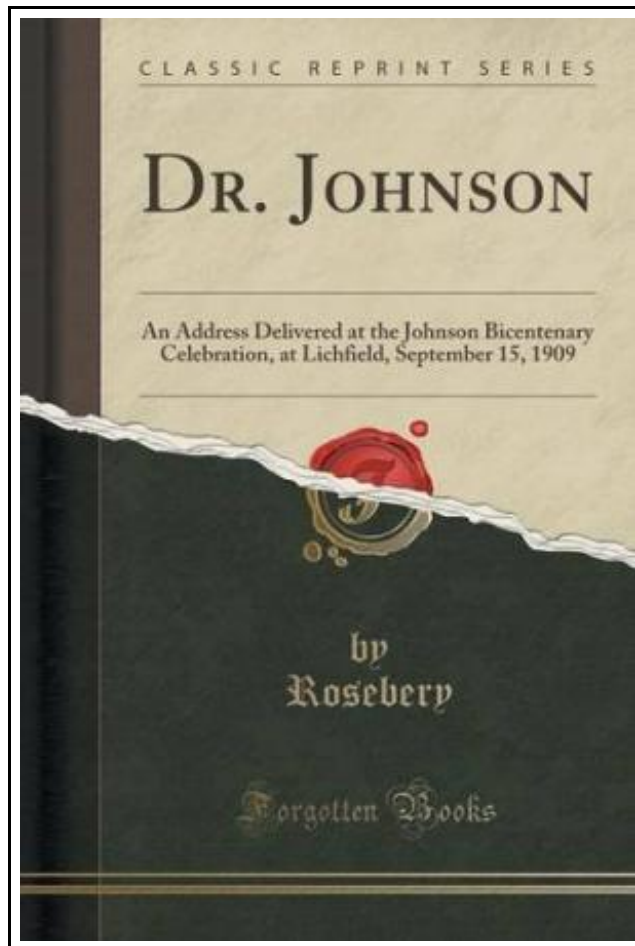 CLASSIC REPRINT SERIES
DR. JOHNSON
An Address Delivered at the Johnson Bicentenary
Celebration, at Lichfield, September 15, 1909
by
Rosebery
Forgotten Books